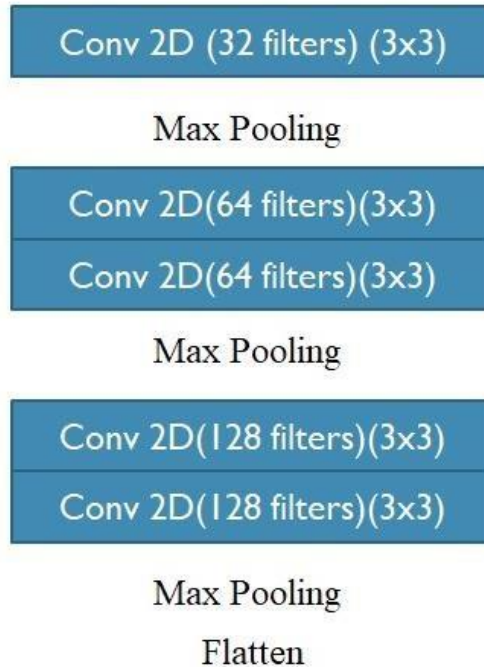 Conv 2D (32 filters) (3x3)
Max Pooling
Conv 2D(64 filters)(3x3)
Conv 2D(64 filters)(3x3)
Max Pooling
Conv 2D(128 filters)(3x3)
Conv 2D(128 filters)(3x3)
Max Pooling
Flatten